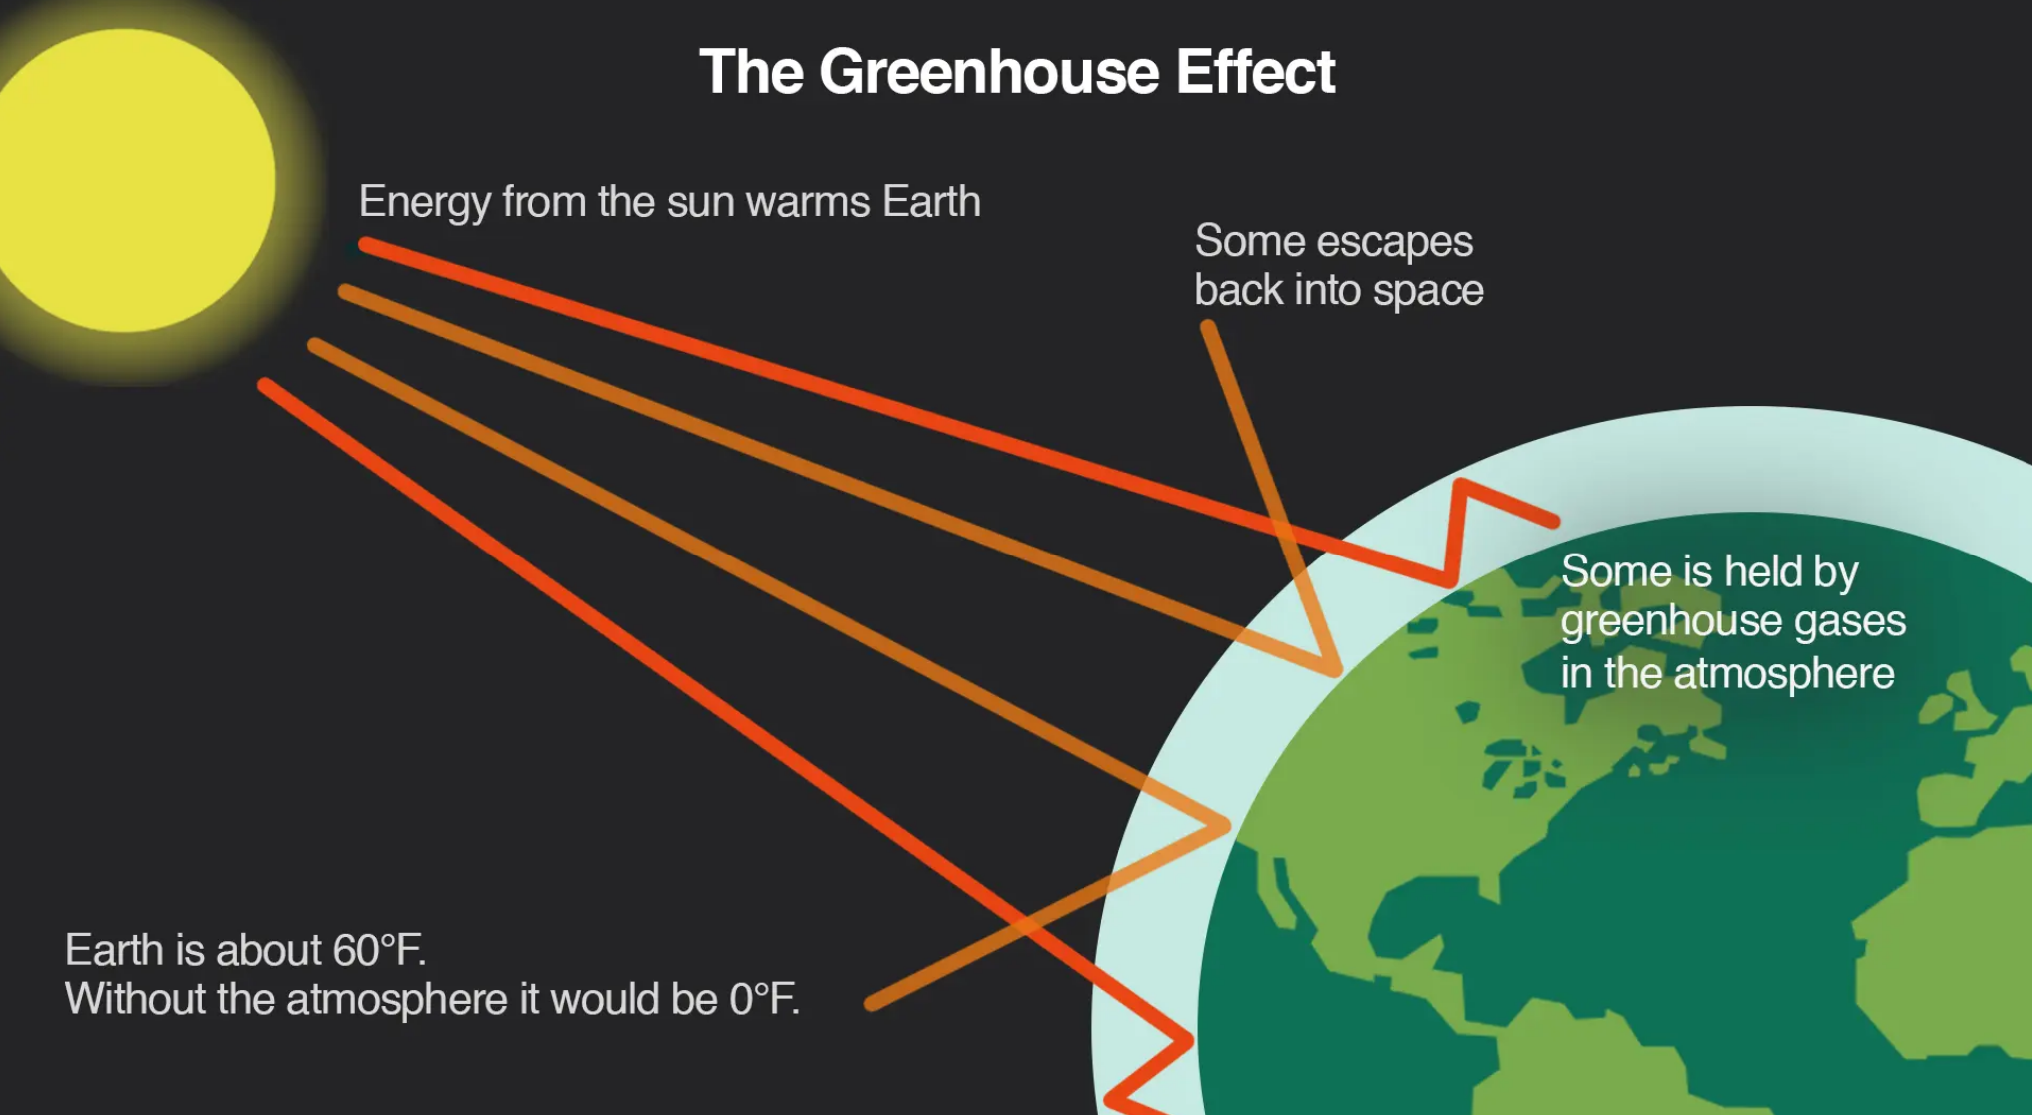 The Greenhouse Effect
Energy from the sun warms Earth
Some escapes
back into space
Some is held by
greenhouse gases
in the atmosphere
Earth is about 60°F.
Without the atmosphere it would be 0°F.